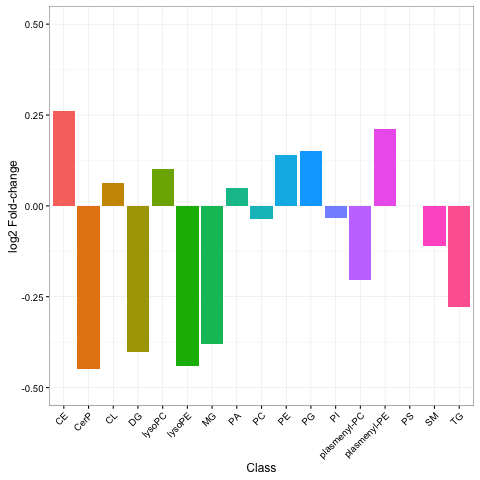 log2 Fold-change
0.50
0.25
0.00
-0.25
-0.50
CE
CerP
CL
DG
lysoPC
lysoPE
MG
PA
PC
PE
PG
PI
plasmenyl-PC
plasmenyl-PE
PS
SM
TG
Class